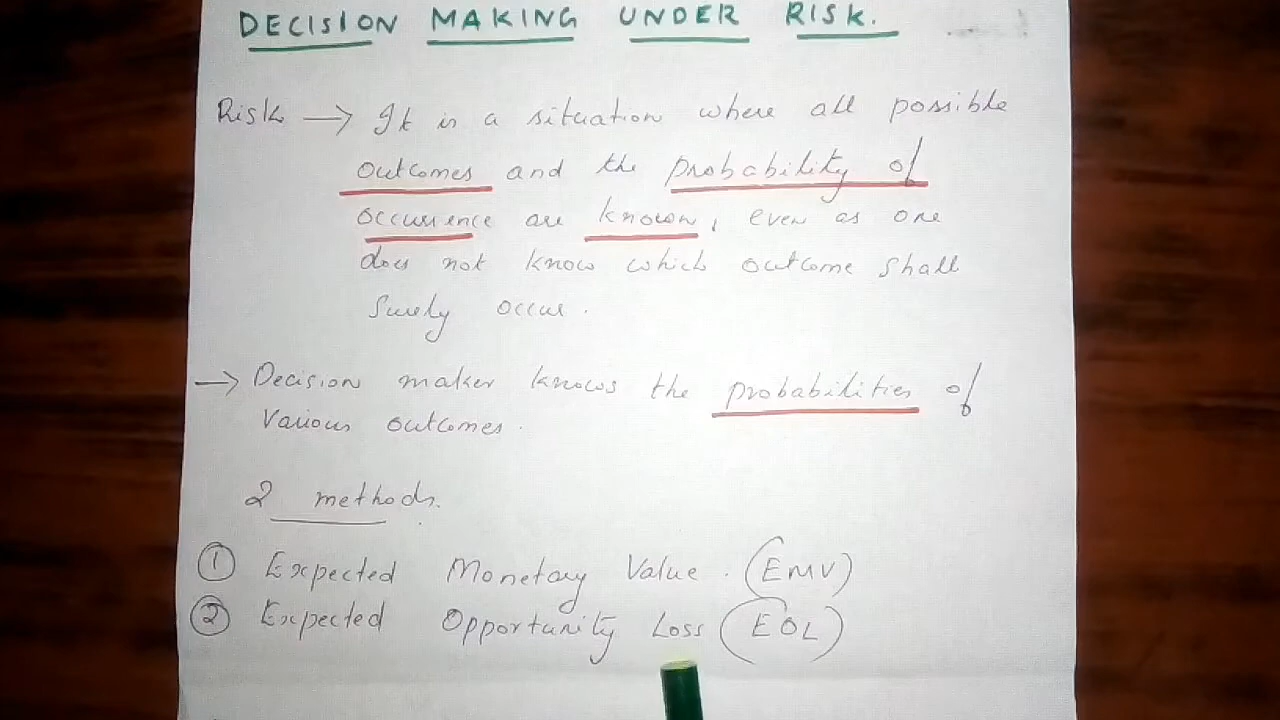 DECISION MAKING UNDER RISK.
Risk → It is a situation where all possible
outcomes and the probability of
occurrence are known, even as one
does not know which outcome shall
surely occur.
→ Decision maker knows the probabilities of
various outcomes.
2 methods.
① Expected Monetary Value. (EMV)
② Expected Opportunity Loss (EOL)